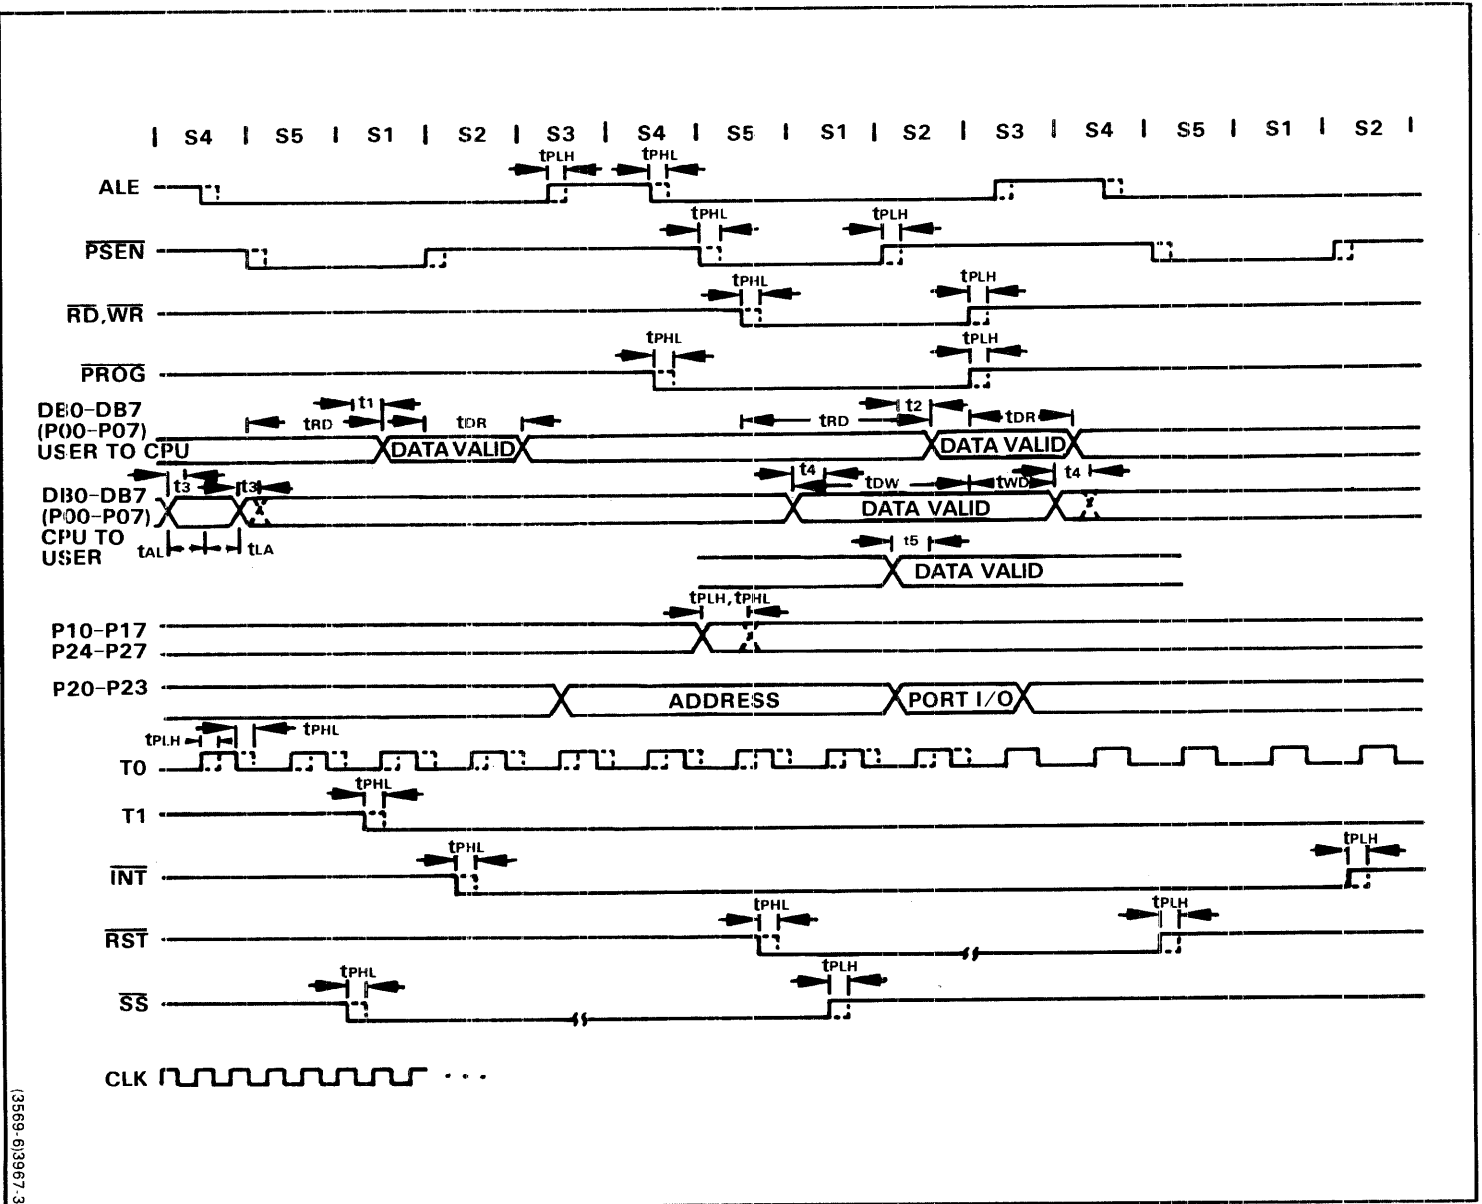 S4 S5 S1 S2 S3 S4 S5 S1 S2 S3 S4 S5 S1 S2
tPLH tPHL
ALE
tPHL tPLH
PSEN
tPHL tPLH
RD,WR
tPHL tPLH
PROG
DB0-DB7
(P00-P07)
USER TO CPU
t1 t2
tRD tDR tRD tDR
DATA VALID DATA VALID
DB0-DB7
(P00-P07)
CPU TO
USER
t3 t3 t4 t4
tDW tWD
DATA VALID
tAL tLA
t5
DATA VALID
tPLH,tPHL
P10-P17
P24-P27
P20-P23
ADDRESS PORT I/O
tPLH tPHL
T0
tPHL
T1
tPHL tPLH
INT
tPHL tPLH
RST
tPHL tPLH
SS
CLK ...
(3569-6)3967-3